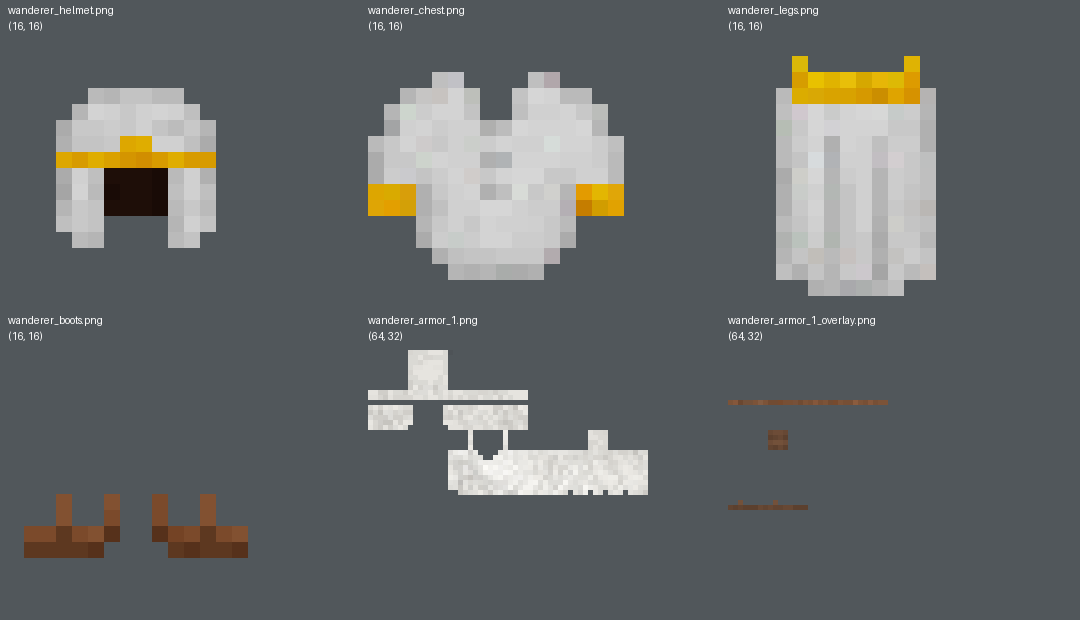 wanderer_helmet.png
(16, 16)
wanderer_chest.png
(16, 16)
wanderer_legs.png
(16, 16)
wanderer_boots.png
(16, 16)
wanderer_armor_1.png
(64, 32)
wanderer_armor_1_overlay.png
(64, 32)